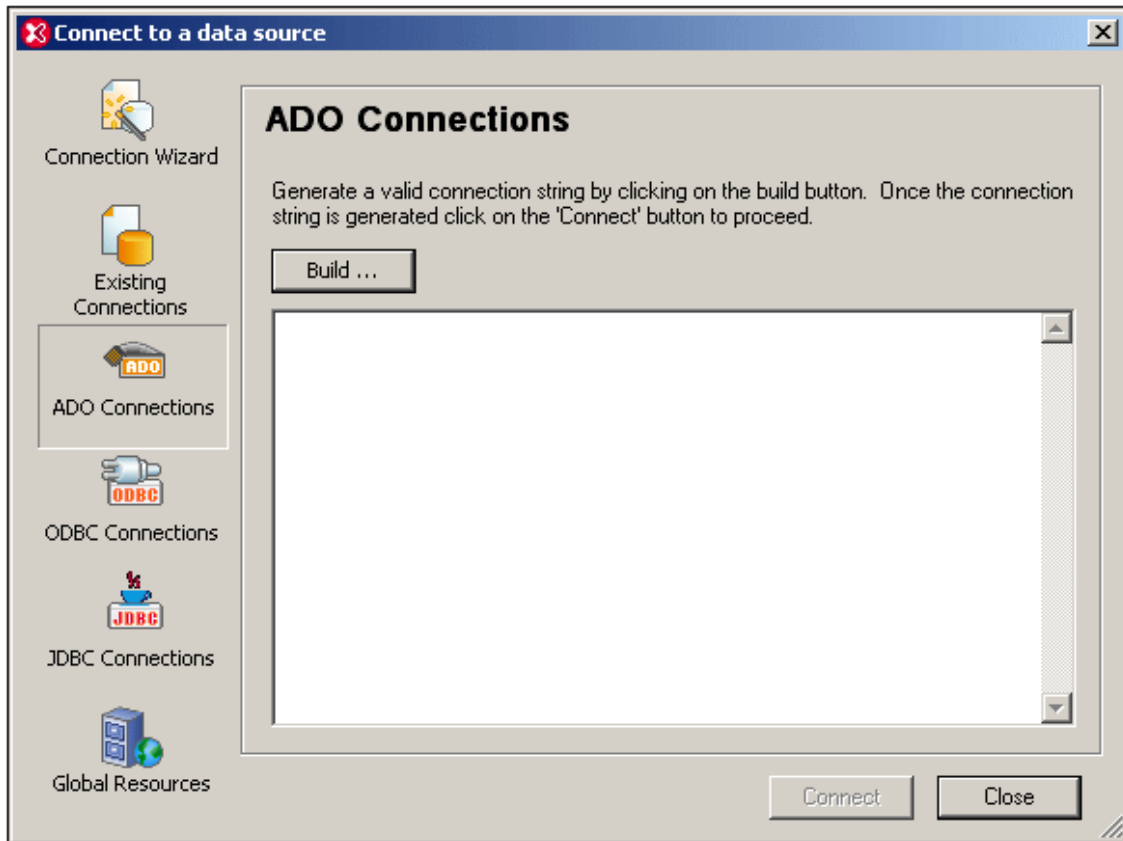 Connect to a data source
Connection Wizard
Existing
Connections
ADO
ADO Connections
ODBC
ODBC Connections
JDBC
JDBC Connections
Global Resources
ADO Connections
Generate a valid connection string by clicking on the build button.  Once the connection
string is generated click on the 'Connect' button to proceed.
Build ...
Connect
Close